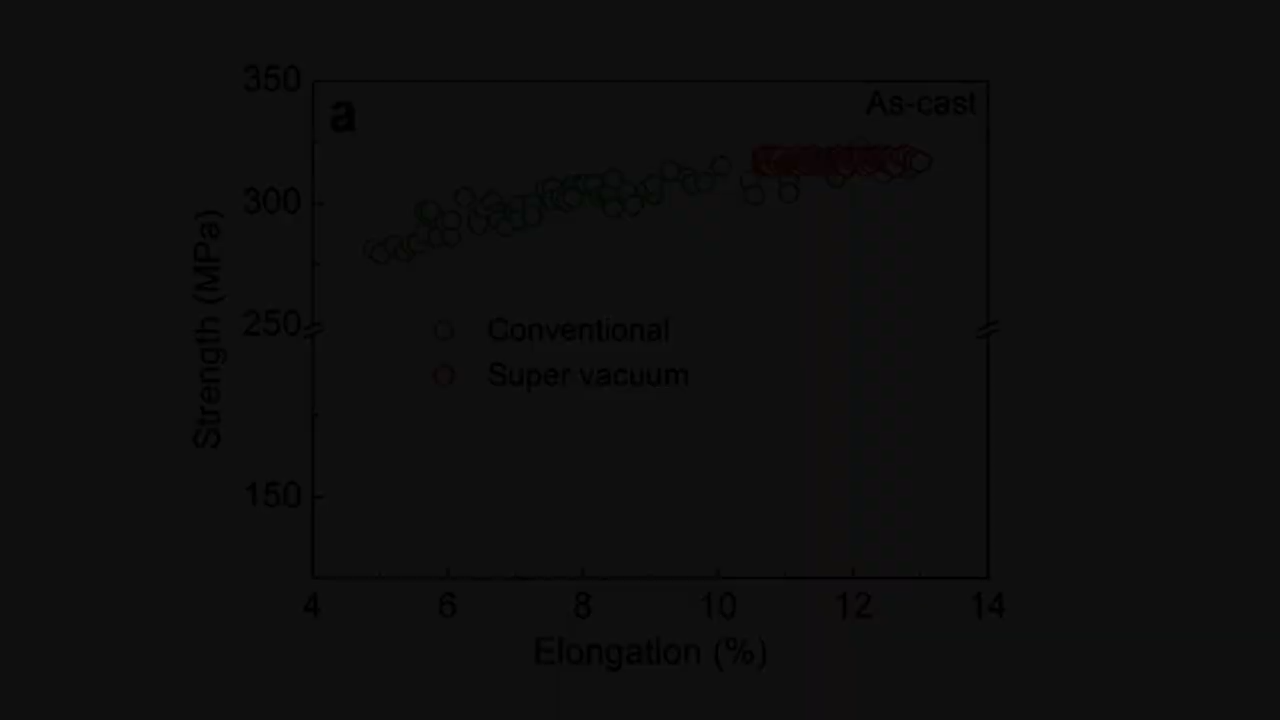 350
a
As-cast
300
250
Conventional
Super vacuum
150
Strength (MPa)
4 6 8 10 12 14
Elongation (%)